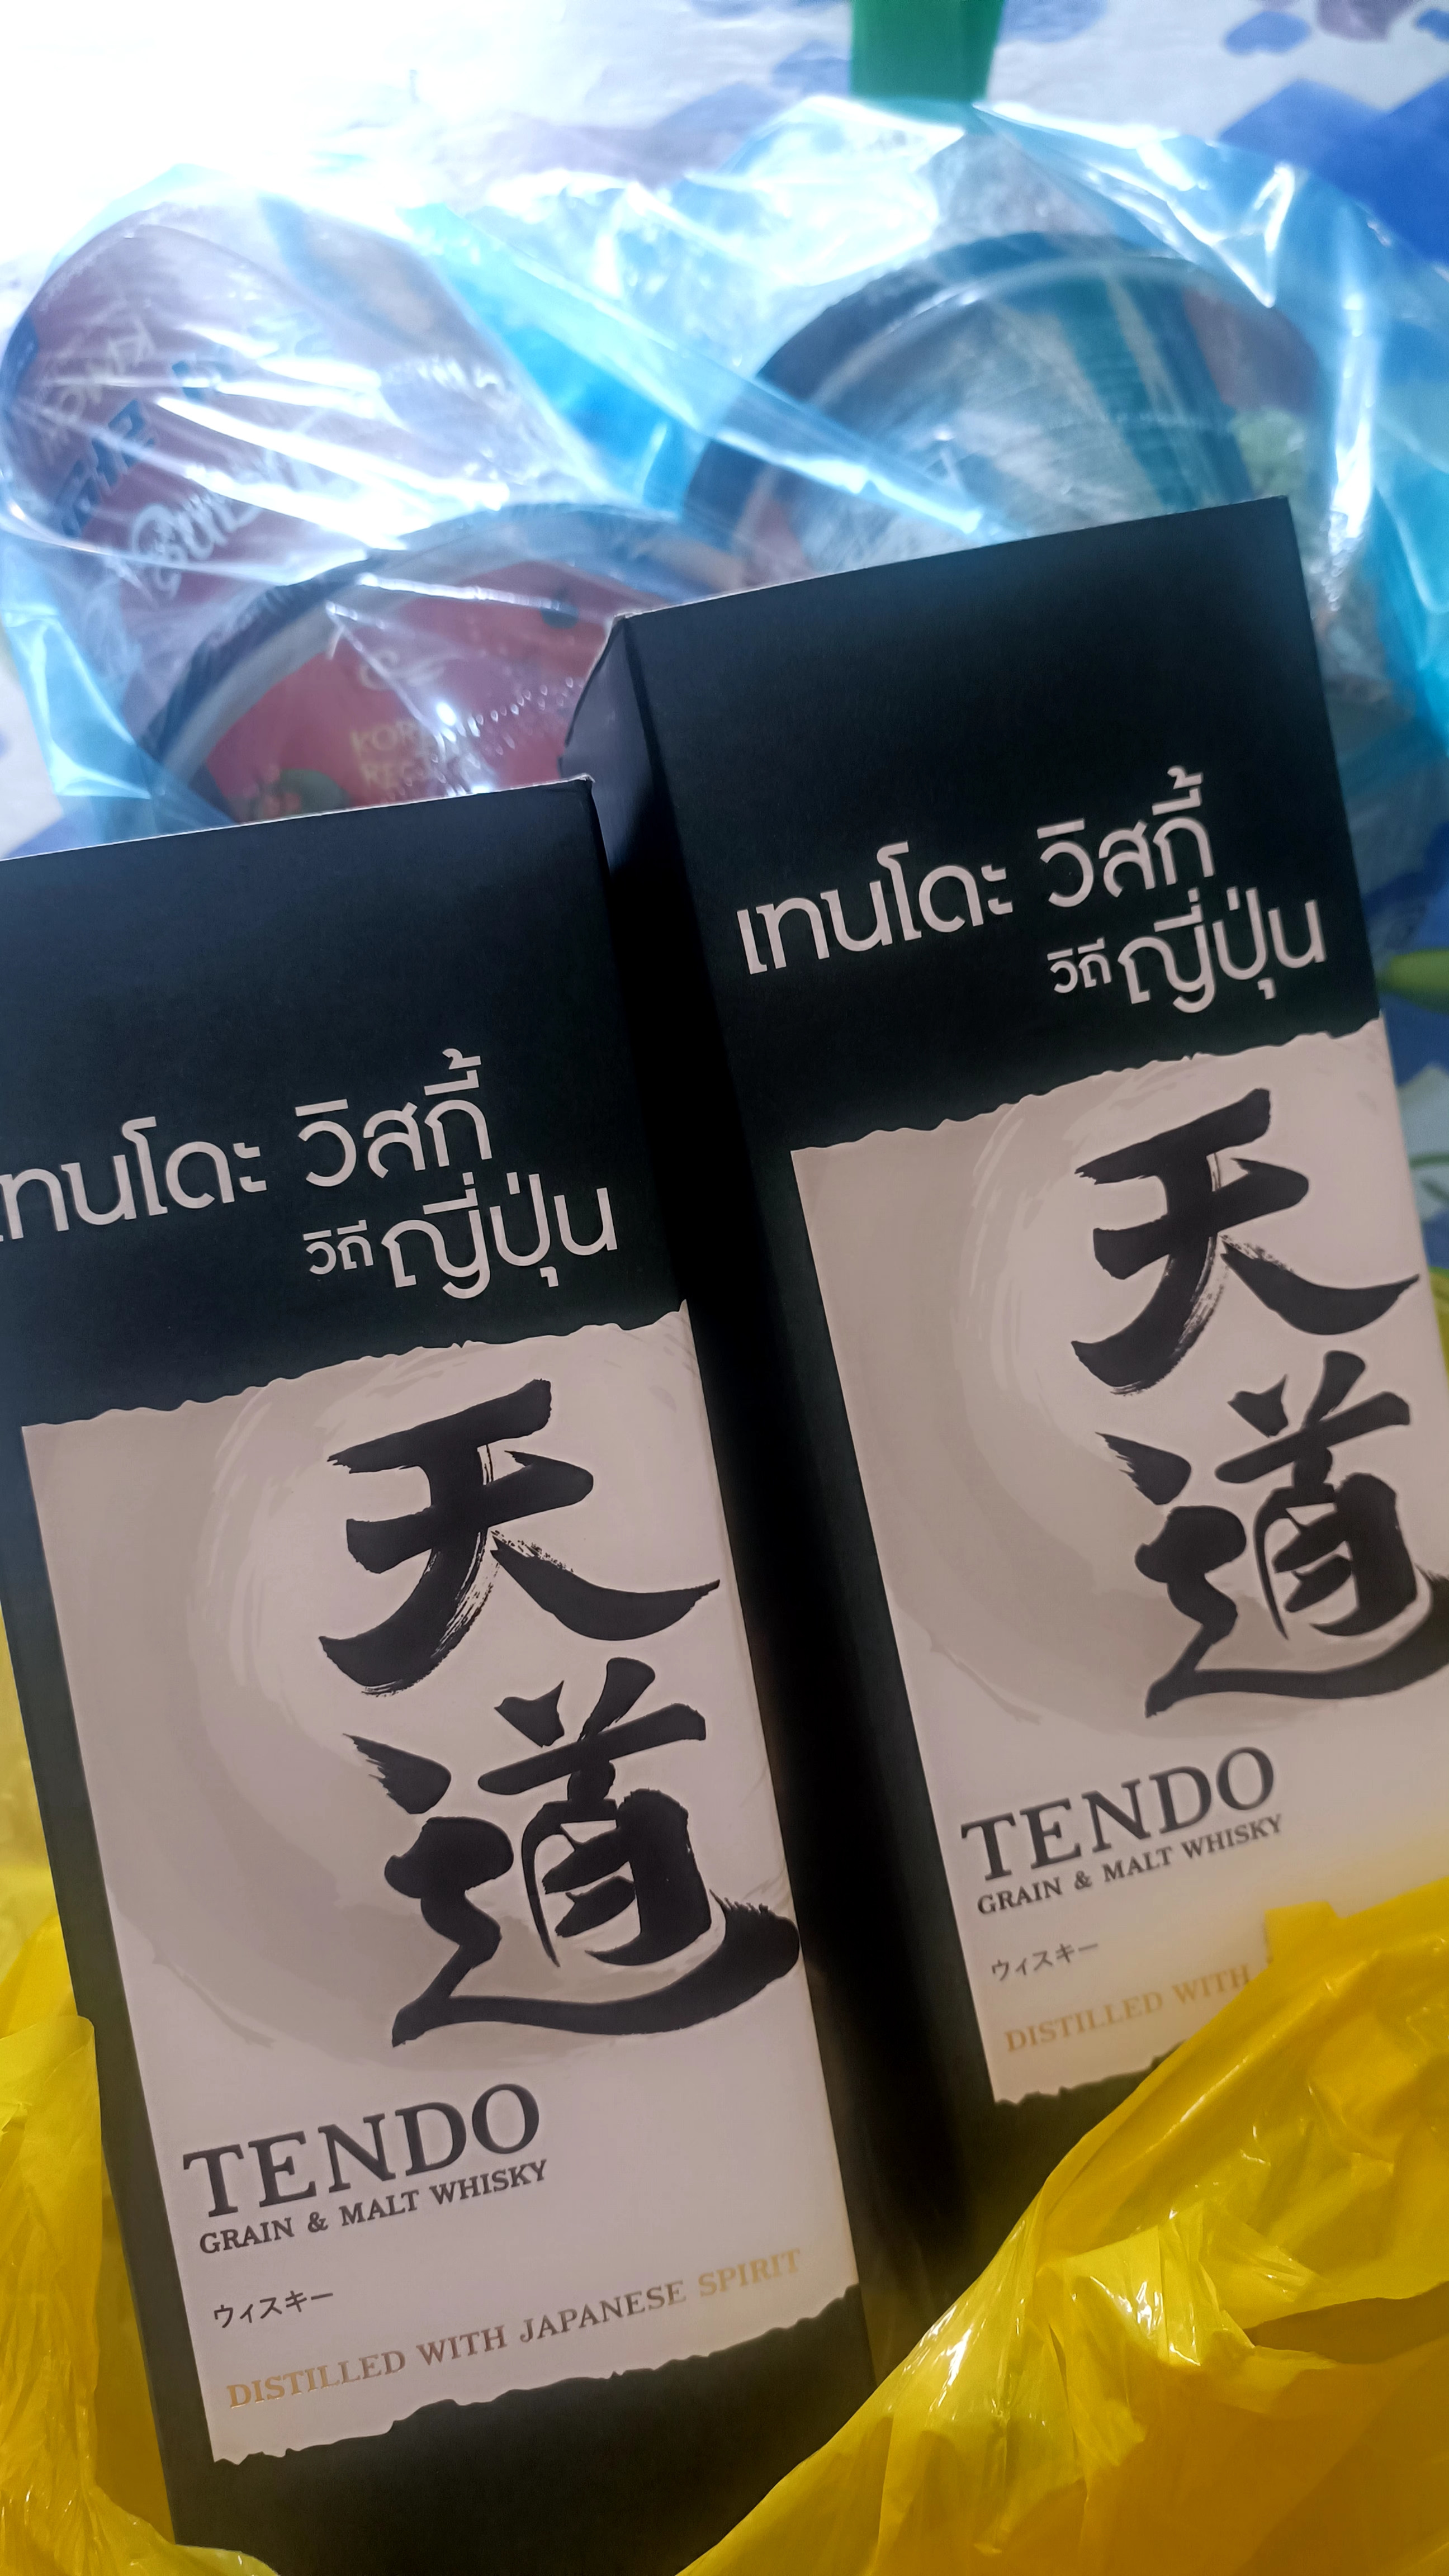 เทนโดะ วิสกี้
วิถีญี่ปุ่น
天
道
TENDO
GRAIN & MALT WHISKY
ウィスキー
DISTILLED WITH JAPANESE SPIRIT
เทนโดะ วิสกี้
วิถีญี่ปุ่น
天
道
TENDO
GRAIN & MALT WHISKY
ウィスキー
DISTILLED WITH